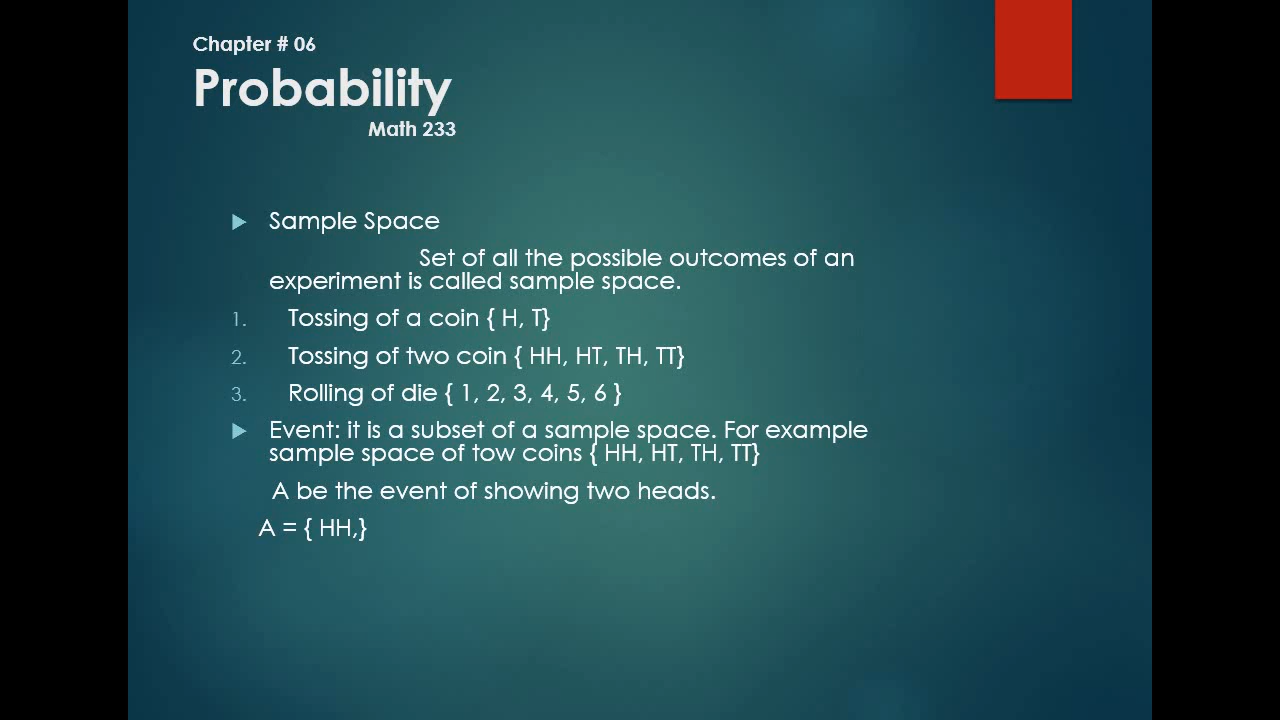 Chapter # 06
Probability
Math 233
Sample Space
Set of all the possible outcomes of an
experiment is called sample space.
1. Tossing of a coin { H, T}
2. Tossing of two coin { HH, HT, TH, TT}
3. Rolling of die { 1, 2, 3, 4, 5, 6 }
Event: it is a subset of a sample space. For example
sample space of tow coins { HH, HT, TH, TT}
A be the event of showing two heads.
A = { HH,}